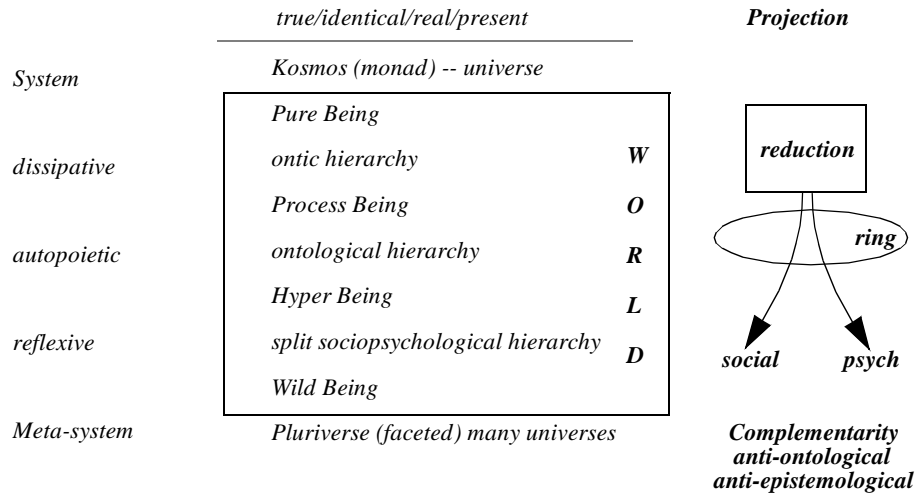 true/identical/real/present
Projection
System
Kosmos (monad) -- universe
Pure Being
dissipative
ontic hierarchy
W
reduction
Process Being
O
autopoietic
ontological hierarchy
R
ring
Hyper Being
L
reflexive
split sociopsychological hierarchy
D
social
psych
Wild Being
Meta-system
Pluriverse (faceted) many universes
Complementarity
anti-ontological
anti-epistemological